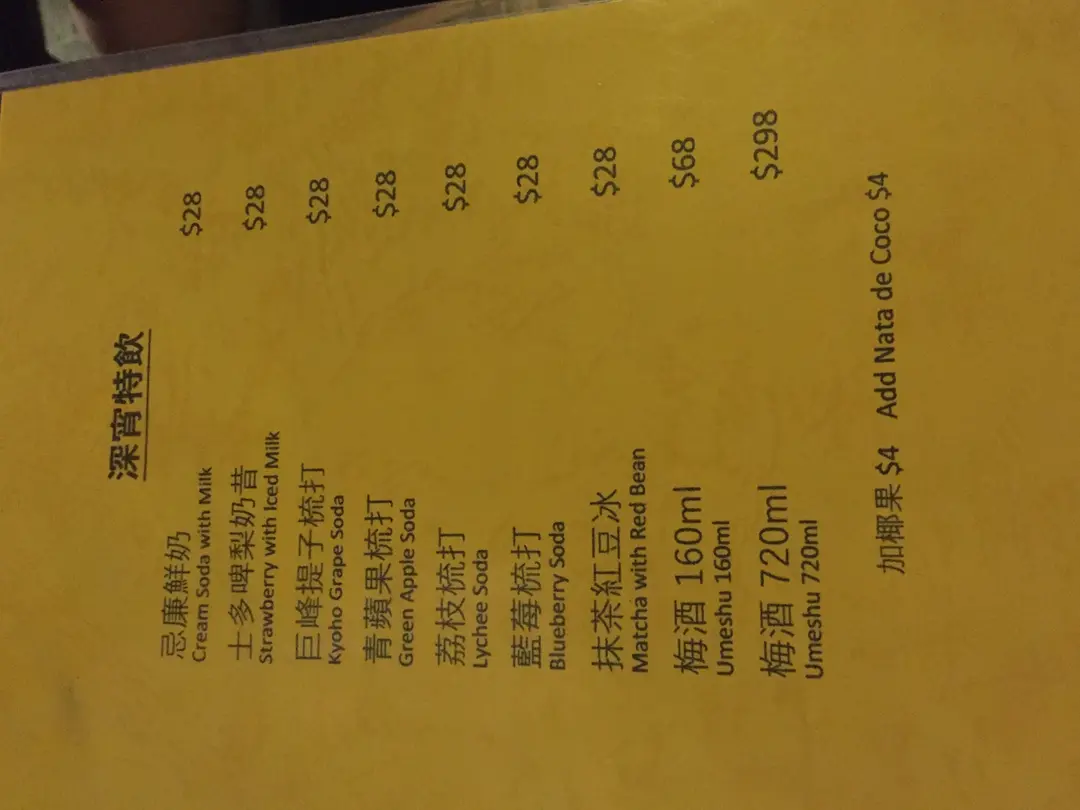 深宵特飲
忌廉鮮奶 $28
Cream Soda with Milk
士多啤梨奶昔 $28
Strawberry with Iced Milk
巨峰提子梳打 $28
Kyoho Grape Soda
青蘋果梳打 $28
Green Apple Soda
荔枝梳打 $28
Lychee Soda
藍莓梳打 $28
Blueberry Soda
抹茶紅豆冰 $28
Matcha with Red Bean
梅酒 160ml $68
Umeshu 160ml
梅酒 720ml $298
Umeshu 720ml
加椰果 $4 Add Nata de Coco $4